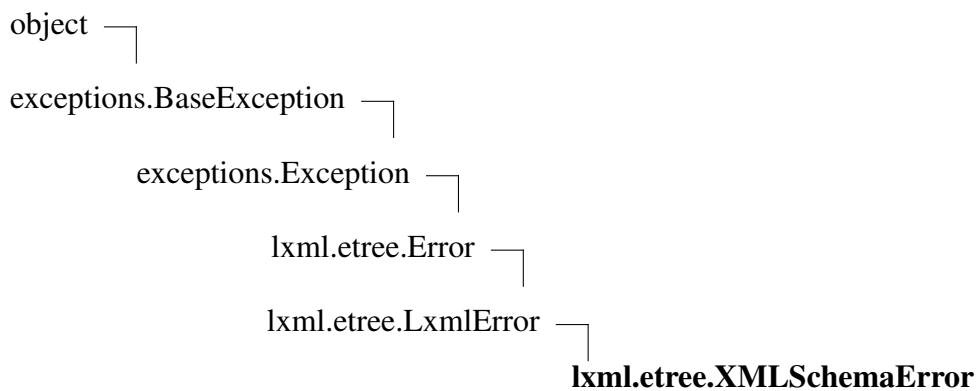 object
exceptions.BaseException
exceptions.Exception
lxml.etree.Error
lxml.etree.LxmlError
lxml.etree.XMLSchemaError